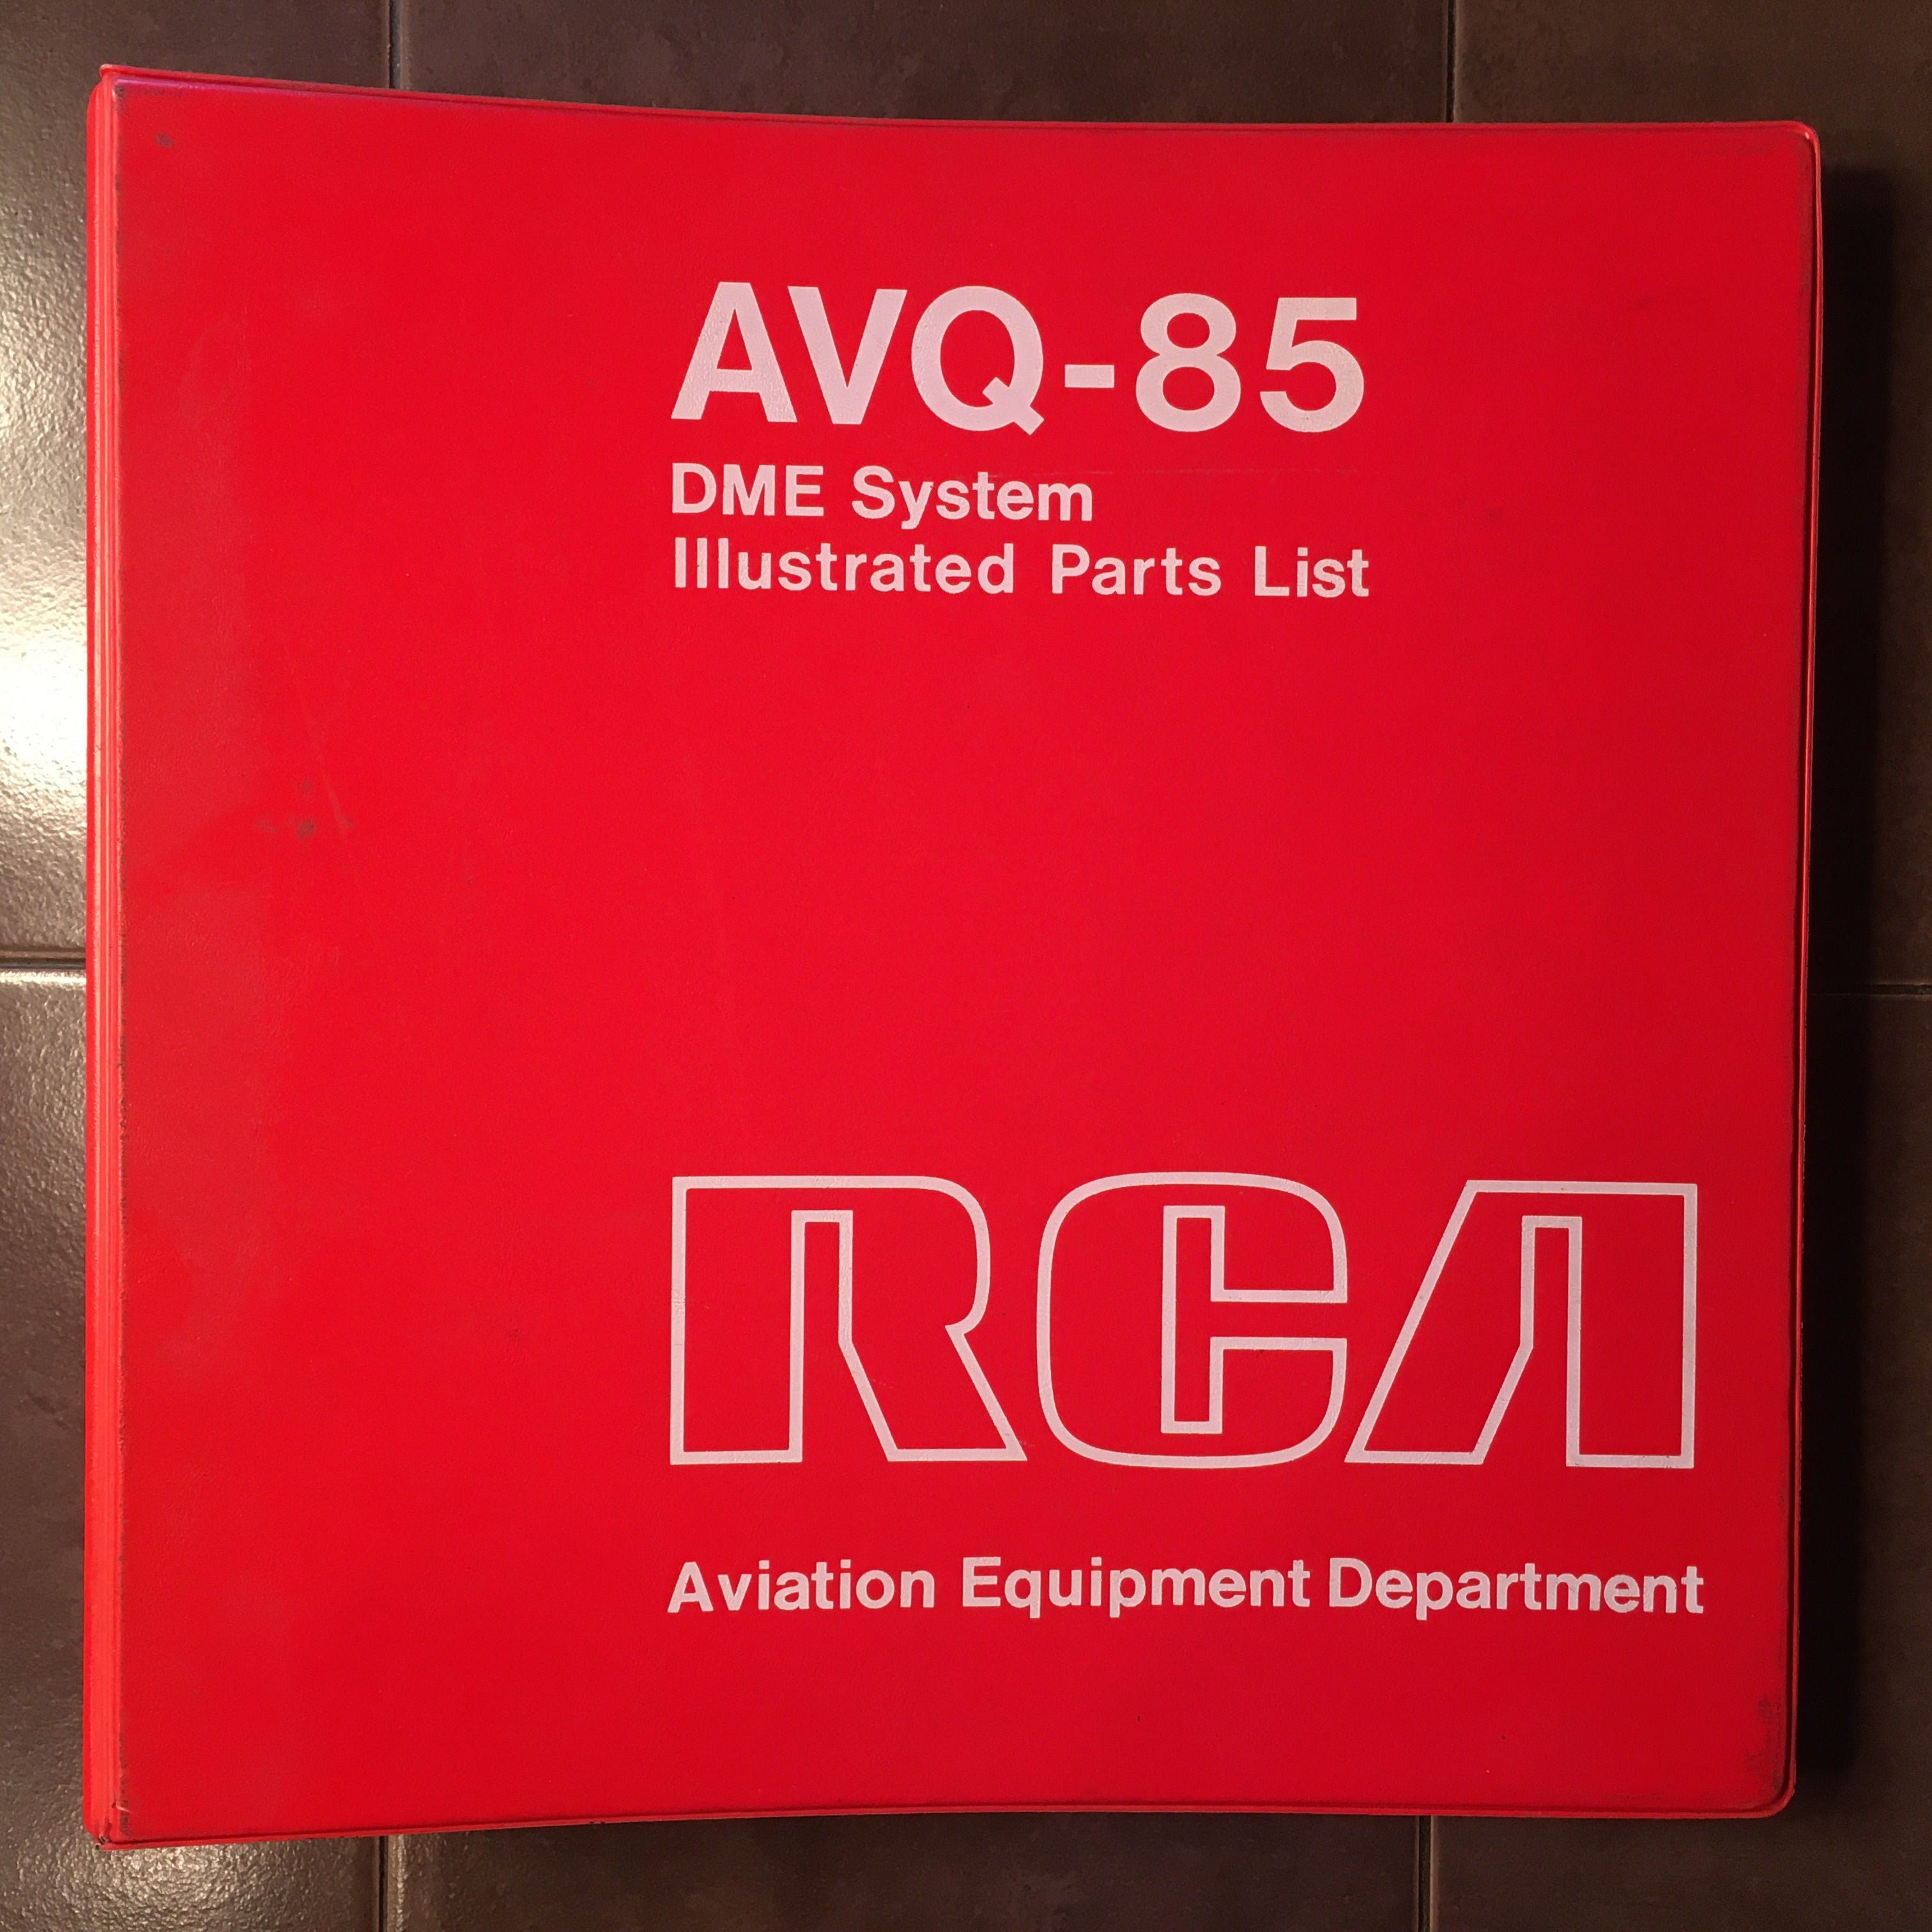 AVQ-85
DME System
Illustrated Parts List
RCA
Aviation Equipment Department